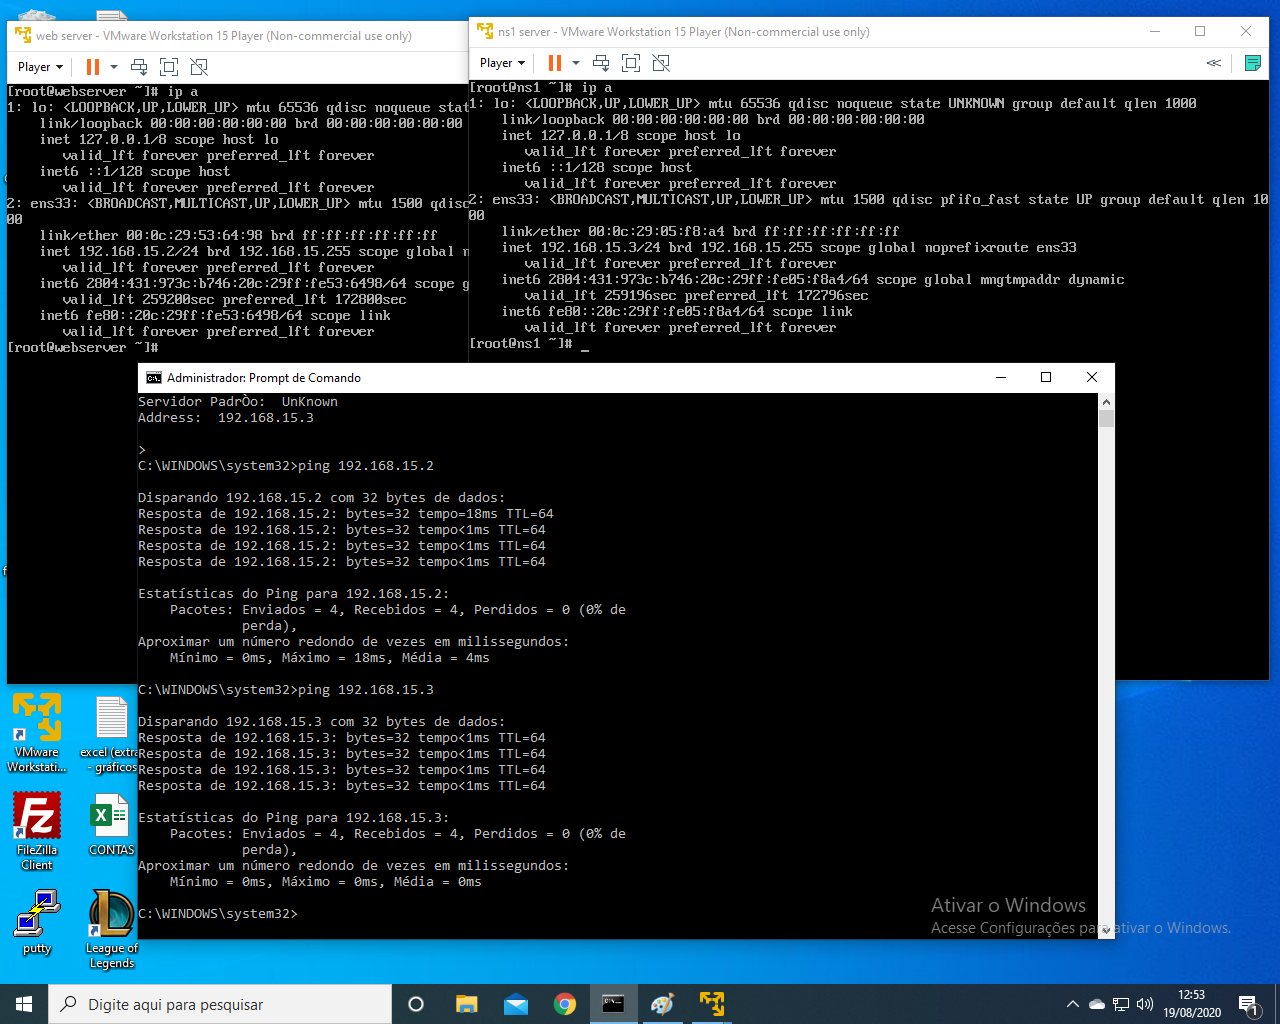 web server - VMware Workstation 15 Player (Non-commercial use only)
Player
[root@webserver ~]# ip a
1: lo: <LOOPBACK,UP,LOWER_UP> mtu 65536 qdisc noqueue stat
link/loopback 00:00:00:00:00:00 brd 00:00:00:00:00:00
inet 127.0.0.1/8 scope host lo
valid_lft forever preferred_lft forever
inet6 ::1/128 scope host
valid_lft forever preferred_lft forever
2: ens33: <BROADCAST,MULTICAST,UP,LOWER_UP> mtu 1500 qdisc
00
link/ether 00:0c:29:53:64:98 brd ff:ff:ff:ff:ff:ff
inet 192.168.15.2/24 brd 192.168.15.255 scope global n
valid_lft forever preferred_lft forever
inet6 2804:431:973c:b746:20c:29ff:fe53:6498/64 scope g
valid_lft 259200sec preferred_lft 172800sec
inet6 fe80::20c:29ff:fe53:6498/64 scope link
valid_lft forever preferred_lft forever
[root@webserver ~]#
ns1 server - VMware Workstation 15 Player (Non-commercial use only)
Player
[root@ns1 ~]# ip a
1: lo: <LOOPBACK,UP,LOWER_UP> mtu 65536 qdisc noqueue state UNKNOWN group default qlen 1000
link/loopback 00:00:00:00:00:00 brd 00:00:00:00:00:00
inet 127.0.0.1/8 scope host lo
valid_lft forever preferred_lft forever
inet6 ::1/128 scope host
valid_lft forever preferred_lft forever
2: ens33: <BROADCAST,MULTICAST,UP,LOWER_UP> mtu 1500 qdisc pfifo_fast state UP group default qlen 10
00
link/ether 00:0c:29:05:f8:a4 brd ff:ff:ff:ff:ff:ff
inet 192.168.15.3/24 brd 192.168.15.255 scope global noprefixroute ens33
valid_lft forever preferred_lft forever
inet6 2804:431:973c:b746:20c:29ff:fe05:f8a4/64 scope global mngtmpaddr dynamic
valid_lft 259196sec preferred_lft 172796sec
inet6 fe80::20c:29ff:fe05:f8a4/64 scope link
valid_lft forever preferred_lft forever
[root@ns1 ~]# _
Administrador: Prompt de Comando
Servidor PadrÒo:  UnKnown
Address:  192.168.15.3
>
C:\WINDOWS\system32>ping 192.168.15.2
Disparando 192.168.15.2 com 32 bytes de dados:
Resposta de 192.168.15.2: bytes=32 tempo=18ms TTL=64
Resposta de 192.168.15.2: bytes=32 tempo<1ms TTL=64
Resposta de 192.168.15.2: bytes=32 tempo<1ms TTL=64
Resposta de 192.168.15.2: bytes=32 tempo<1ms TTL=64
Estatísticas do Ping para 192.168.15.2:
Pacotes: Enviados = 4, Recebidos = 4, Perdidos = 0 (0% de
perda),
Aproximar um número redondo de vezes em milissegundos:
Mínimo = 0ms, Máximo = 18ms, Média = 4ms
C:\WINDOWS\system32>ping 192.168.15.3
Disparando 192.168.15.3 com 32 bytes de dados:
Resposta de 192.168.15.3: bytes=32 tempo<1ms TTL=64
Resposta de 192.168.15.3: bytes=32 tempo<1ms TTL=64
Resposta de 192.168.15.3: bytes=32 tempo<1ms TTL=64
Resposta de 192.168.15.3: bytes=32 tempo<1ms TTL=64
Estatísticas do Ping para 192.168.15.3:
Pacotes: Enviados = 4, Recebidos = 4, Perdidos = 0 (0% de
perda),
Aproximar um número redondo de vezes em milissegundos:
Mínimo = 0ms, Máximo = 0ms, Média = 0ms
C:\WINDOWS\system32>
VMware
Workstati...
excel (extra
- gráficos
FileZilla
Client
CONTAS
putty
League of
Legends
Ativar o Windows
Acesse Configurações para ativar o Windows.
Digite aqui para pesquisar
12:53
19/08/2020
1